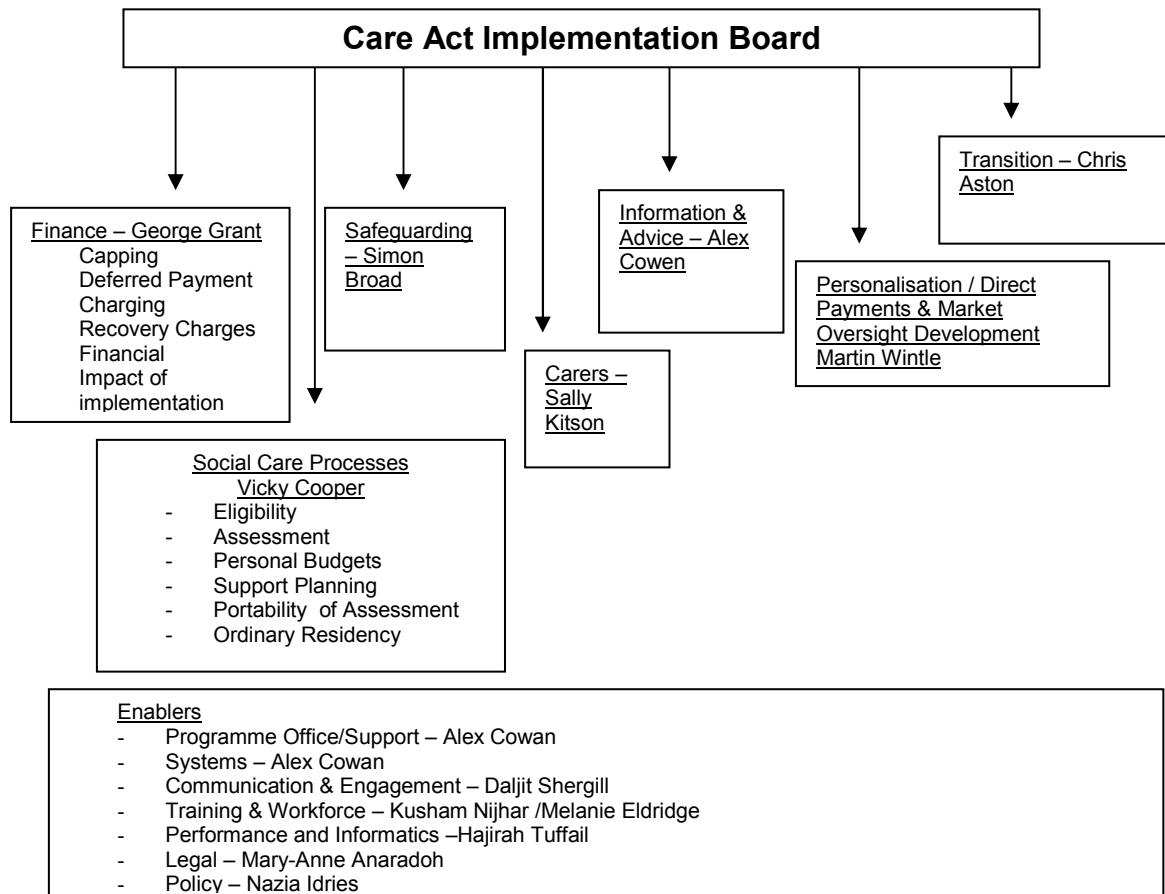 Care Act Implementation Board
Transition – Chris
Aston
Finance – George Grant
Capping
Deferred Payment
Charging
Recovery Charges
Financial
Impact of
implementation
Safeguarding
– Simon
Broad
Information &
Advice – Alex
Cowen
Personalisation / Direct
Payments & Market
Oversight Development
Martin Wintle
Carers –
Sally
Kitson
Social Care Processes
Vicky Cooper
- Eligibility
- Assessment
- Personal Budgets
- Support Planning
- Portability of Assessment
- Ordinary Residency
Enablers
- Programme Office/Support – Alex Cowan
- Systems – Alex Cowan
- Communication & Engagement – Daljit Shergill
- Training & Workforce – Kusham Nijhar /Melanie Eldridge
- Performance and Informatics –Hajirah Tuffail
- Legal – Mary-Anne Anaradoh
- Policy – Nazia Idries